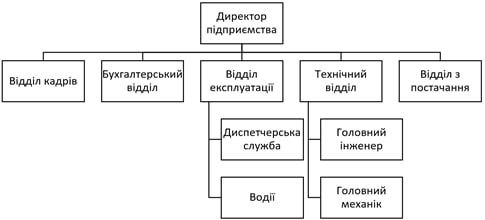 Директор
підприємства
Відділ кадрів
Бухгалтерський
відділ
Відділ
експлуатації
Технічний
відділ
Відділ з
постачання
Диспетчерська
служба
Головний
інженер
Водії
Головний
механік